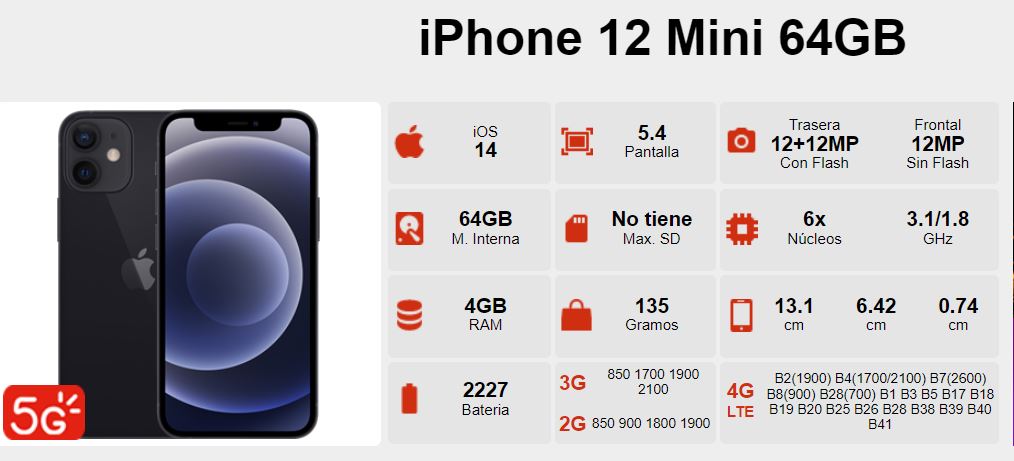 iPhone 12 Mini 64GB
iOS
14
5.4
Pantalla
Trasera
12+12MP
Con Flash
Frontal
12MP
Sin Flash
64GB
M. Interna
No tiene
Max. SD
6x
Núcleos
3.1/1.8
GHz
4GB
RAM
135
Gramos
13.1
cm
6.42
cm
0.74
cm
5G
2227
Bateria
3G
850 1700 1900
2100
2G
850 900 1800 1900
4G
LTE
B2(1900) B4(1700/2100) B7(2600)
B8(900) B28(700) B1 B3 B5 B17 B18
B19 B20 B25 B26 B28 B38 B39 B40
B41